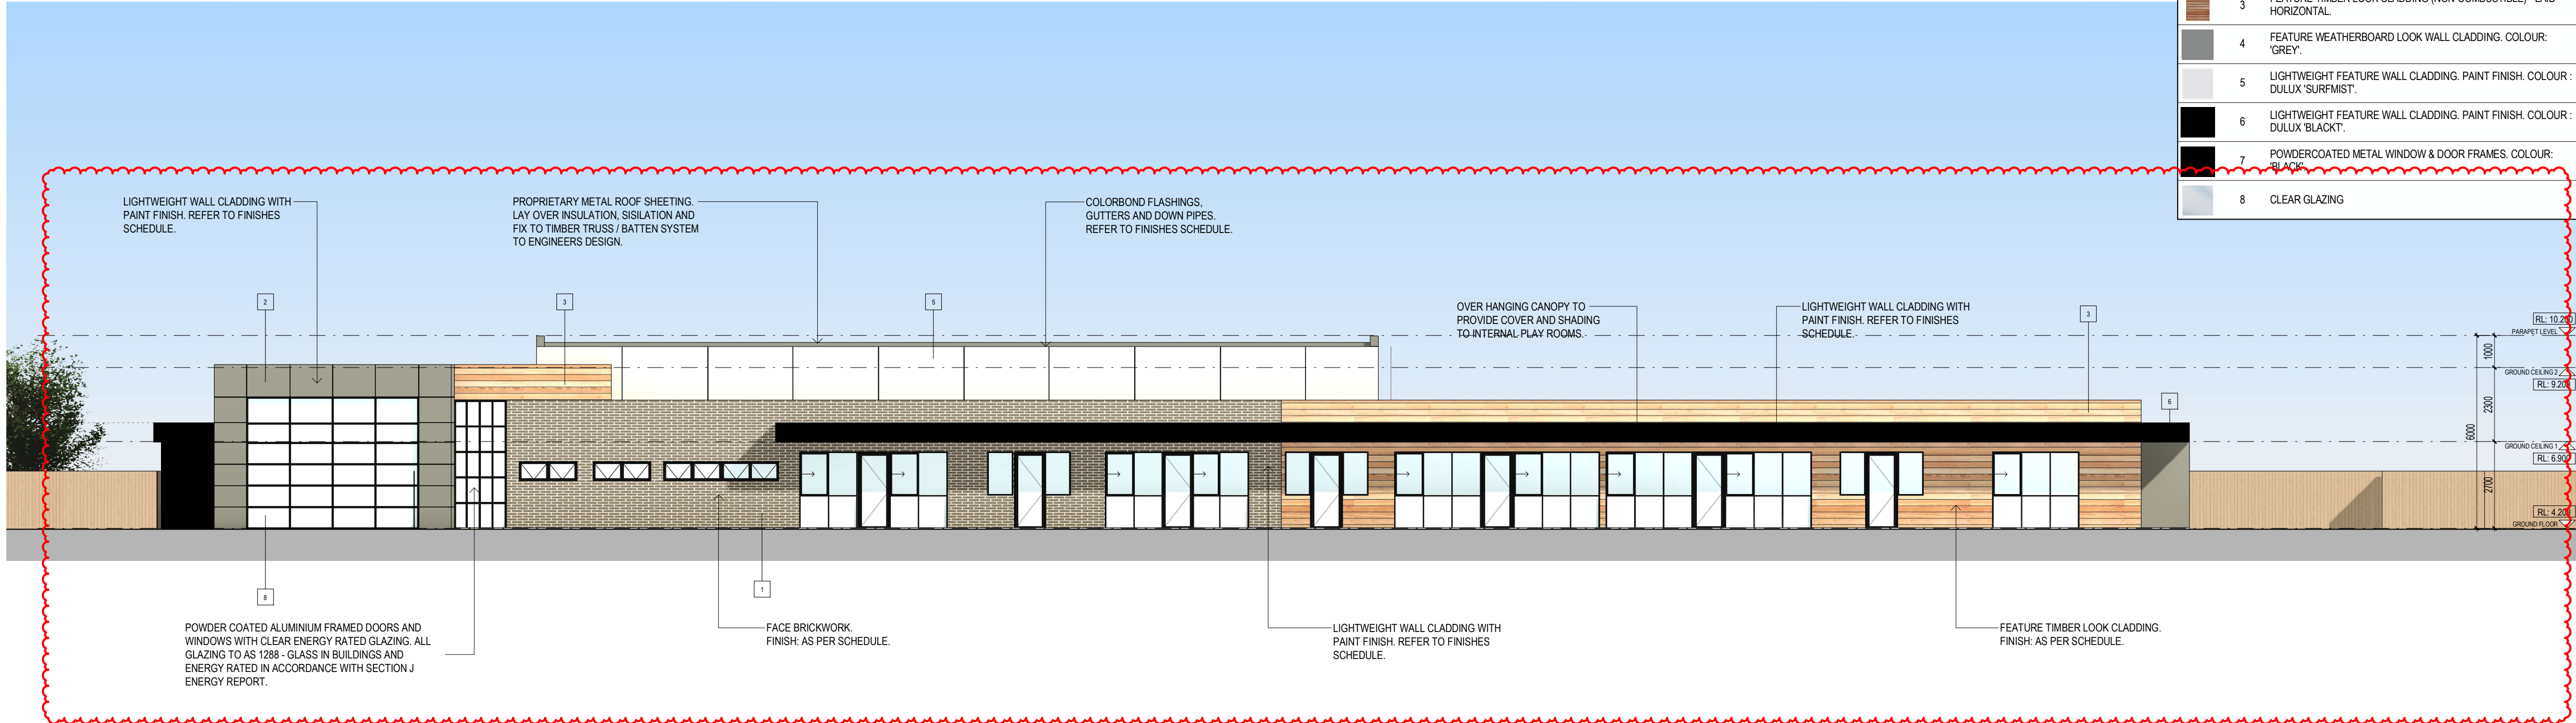 3
HORIZONTAL.
4
FEATURE WEATHERBOARD LOOK WALL CLADDING. COLOUR:
'GREY'.
5
LIGHTWEIGHT FEATURE WALL CLADDING. PAINT FINISH. COLOUR :
DULUX 'SURFMIST'.
6
LIGHTWEIGHT FEATURE WALL CLADDING. PAINT FINISH. COLOUR :
DULUX 'BLACKT'.
7
POWDERCOATED METAL WINDOW & DOOR FRAMES. COLOUR:
'BLACK'.
8
CLEAR GLAZING
LIGHTWEIGHT WALL CLADDING WITH
PAINT FINISH. REFER TO FINISHES
SCHEDULE.
PROPRIETARY METAL ROOF SHEETING.
LAY OVER INSULATION, SISILATION AND
FIX TO TIMBER TRUSS / BATTEN SYSTEM
TO ENGINEERS DESIGN.
COLORBOND FLASHINGS,
GUTTERS AND DOWN PIPES.
REFER TO FINISHES SCHEDULE.
2
3
5
OVER HANGING CANOPY TO
PROVIDE COVER AND SHADING
TO INTERNAL PLAY ROOMS.
LIGHTWEIGHT WALL CLADDING WITH
PAINT FINISH. REFER TO FINISHES
SCHEDULE.
3
6
RL: 10.200
PARAPET LEVEL
1000
GROUND CEILING 2
RL: 9.200
2300
6000
GROUND CEILING 1
RL: 6.900
2700
RL: 4.200
GROUND FLOOR
8
1
POWDER COATED ALUMINIUM FRAMED DOORS AND
WINDOWS WITH CLEAR ENERGY RATED GLAZING. ALL
GLAZING TO AS 1288 - GLASS IN BUILDINGS AND
ENERGY RATED IN ACCORDANCE WITH SECTION J
ENERGY REPORT.
FACE BRICKWORK.
FINISH: AS PER SCHEDULE.
LIGHTWEIGHT WALL CLADDING WITH
PAINT FINISH. REFER TO FINISHES
SCHEDULE.
FEATURE TIMBER LOOK CLADDING.
FINISH: AS PER SCHEDULE.